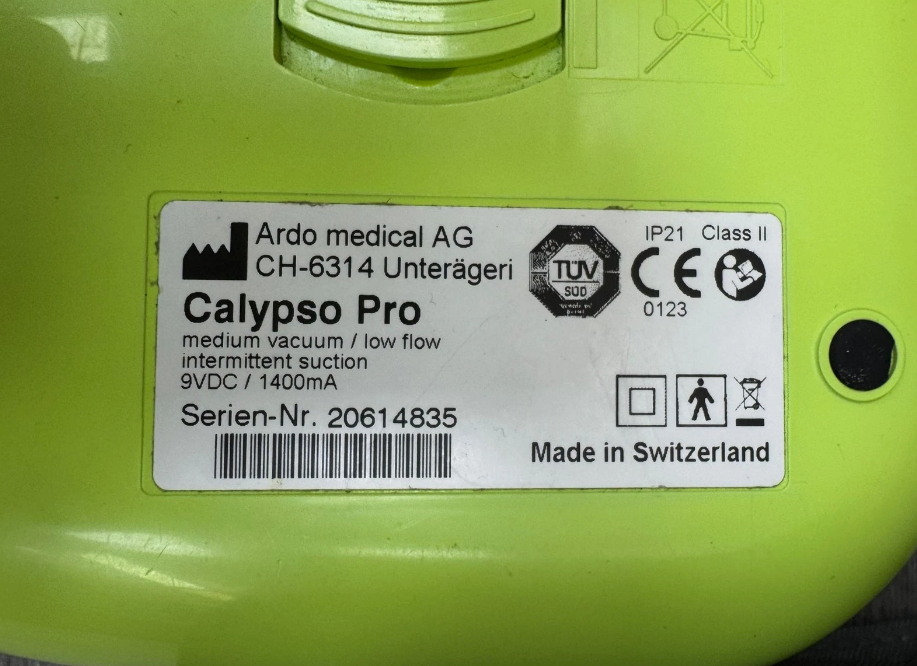 Ardo medical AG
CH-6314 Unterägeri
Calypso Pro
medium vacuum / low flow
intermittent suction
9VDC / 1400mA
Serien-Nr. 20614835
TÜV
SÜD
IP21 Class II
CE
0123
Made in Switzerland